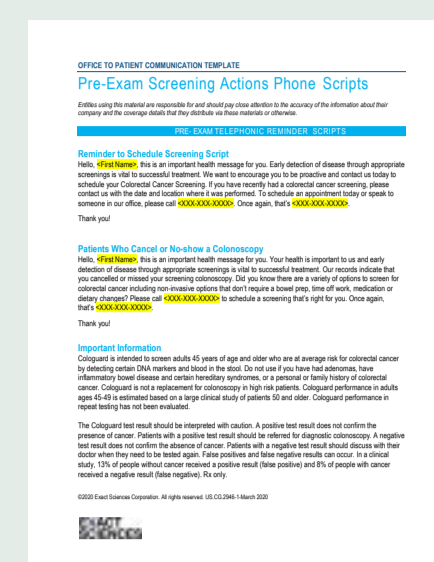 OFFICE TO PATIENT COMMUNICATION TEMPLATE
Pre-Exam Screening Actions Phone Scripts
Entities using this material are responsible for and should pay close attention to the accuracy of the information about their
company and the coverage details that they distribute via these materials or otherwise.
PRE- EXAM TELEPHONIC REMINDER SCRIPTS
Reminder to Schedule Screening Script
Hello, <First Name>, this is an important health message for you. Early detection of disease through appropriate
screenings is vital to successful treatment. We want to encourage you to be proactive and contact us today to
schedule your Colorectal Cancer Screening. If you have recently had a colorectal cancer screening, please
contact us with the date and location where it was performed. To schedule an appointment today or speak to
someone in our office, please call <XXX-XXX-XXXX>. Once again, that's <XXX-XXX-XXXX>.
Thank you!
Patients Who Cancel or No-show a Colonoscopy
Hello, <First Name>, this is an important health message for you. Your health is important to us and early
detection of disease through appropriate screenings is vital to successful treatment. Our records indicate that
you cancelled or missed your screening colonoscopy. Did you know there are a variety of options to screen for
colorectal cancer including non-invasive options that don't require a bowel prep, time off work, medication or
dietary changes? Please call <XXX-XXX-XXXX> to schedule a screening that's right for you. Once again,
that's <XXX-XXX-XXXX>.
Thank you!
Important Information
Cologuard is intended to screen adults 45 years of age and older who are at average risk for colorectal cancer
by detecting certain DNA markers and blood in the stool. Do not use if you have had adenomas, have
inflammatory bowel disease and certain hereditary syndromes, or a personal or family history of colorectal
cancer. Cologuard is not a replacement for colonoscopy in high risk patients. Cologuard performance in adults
ages 45-49 is estimated based on a large clinical study of patients 50 and older. Cologuard performance in
repeat testing has not been evaluated.
The Cologuard test result should be interpreted with caution. A positive test result does not confirm the
presence of cancer. Patients with a positive test result should be referred for diagnostic colonoscopy. A negative
test result does not confirm the absence of cancer. Patients with a negative test result should discuss with their
doctor when they need to be tested again. False positives and false negative results can occur. In a clinical
study, 13% of people without cancer received a positive result (false positive) and 8% of people with cancer
received a negative result (false negative). Rx only.
©2020 Exact Sciences Corporation. All rights reserved. US.CG.2946-1-March 2020